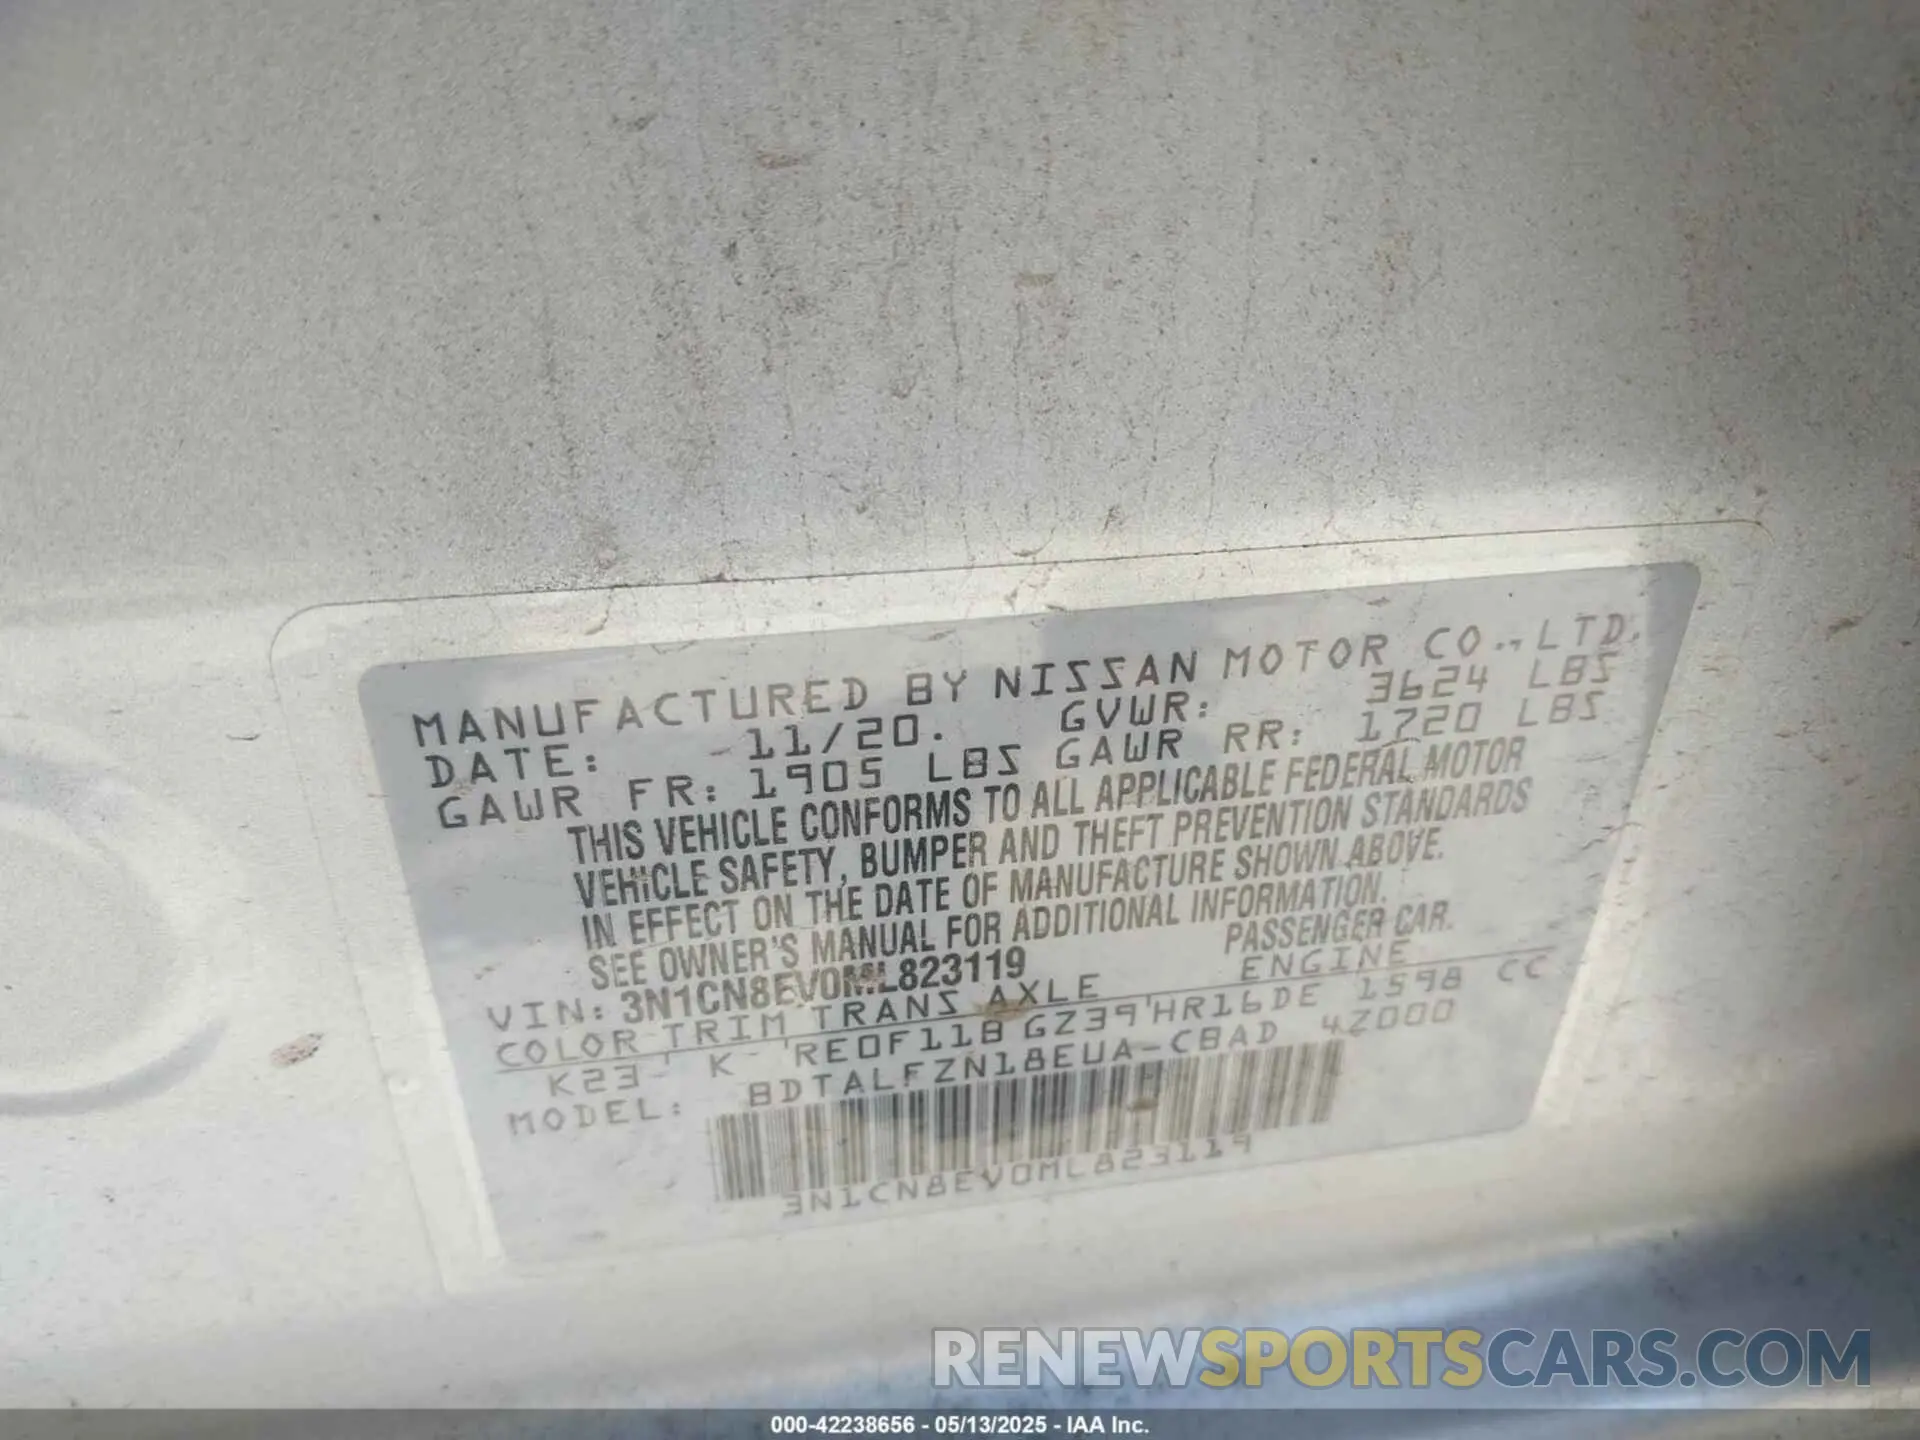 MANUFACTURED BY NISSAN MOTOR CO., LTD.
DATE: 11/20. GVWR: 3624 LBS
GAWR FR: 1905 LBS GAWR RR: 1720 LBS
THIS VEHICLE CONFORMS TO ALL APPLICABLE FEDERAL MOTOR
VEHICLE SAFETY, BUMPER AND THEFT PREVENTION STANDARDS
IN EFFECT ON THE DATE OF MANUFACTURE SHOWN ABOVE.
SEE OWNER'S MANUAL FOR ADDITIONAL INFORMATION.
VIN: 3N1CN8EV0ML823119 PASSENGER CAR.
COLOR TRIM TRANS AXLE ENGINE
K23 K RE0F11B GZ39 HR16DE 1598 CC
MODEL: BDTALFZN18EUA-CBAD 4Z000
3N1CN8EV0ML823119
RENEWSPORTSCARS.COM
000-42238656 - 05/13/2025 - IAA Inc.